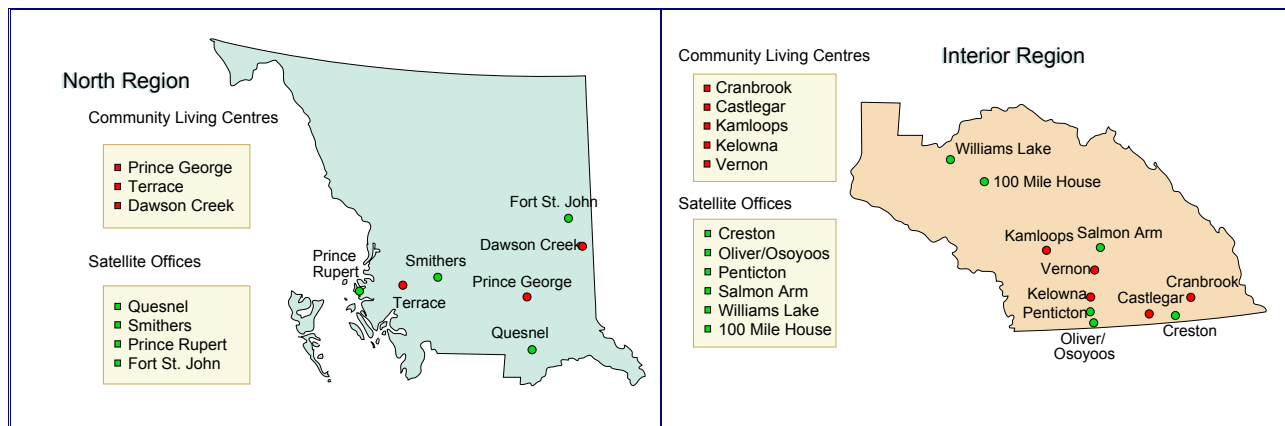 North Region
Community Living Centres
Prince George
Terrace
Dawson Creek
Satellite Offices
Quesnel
Smithers
Prince Rupert
Fort St. John
Fort St. John
Dawson Creek
Prince
Rupert
Smithers
Terrace
Prince George
Quesnel
Interior Region
Community Living Centres
Cranbrook
Castlegar
Kamloops
Kelowna
Vernon
Satellite Offices
Creston
Oliver/Osoyoos
Penticton
Salmon Arm
Williams Lake
100 Mile House
Williams Lake
100 Mile House
Kamloops
Salmon Arm
Vernon
Kelowna
Cranbrook
Castlegar
Penticton
Creston
Oliver/
Osoyoos